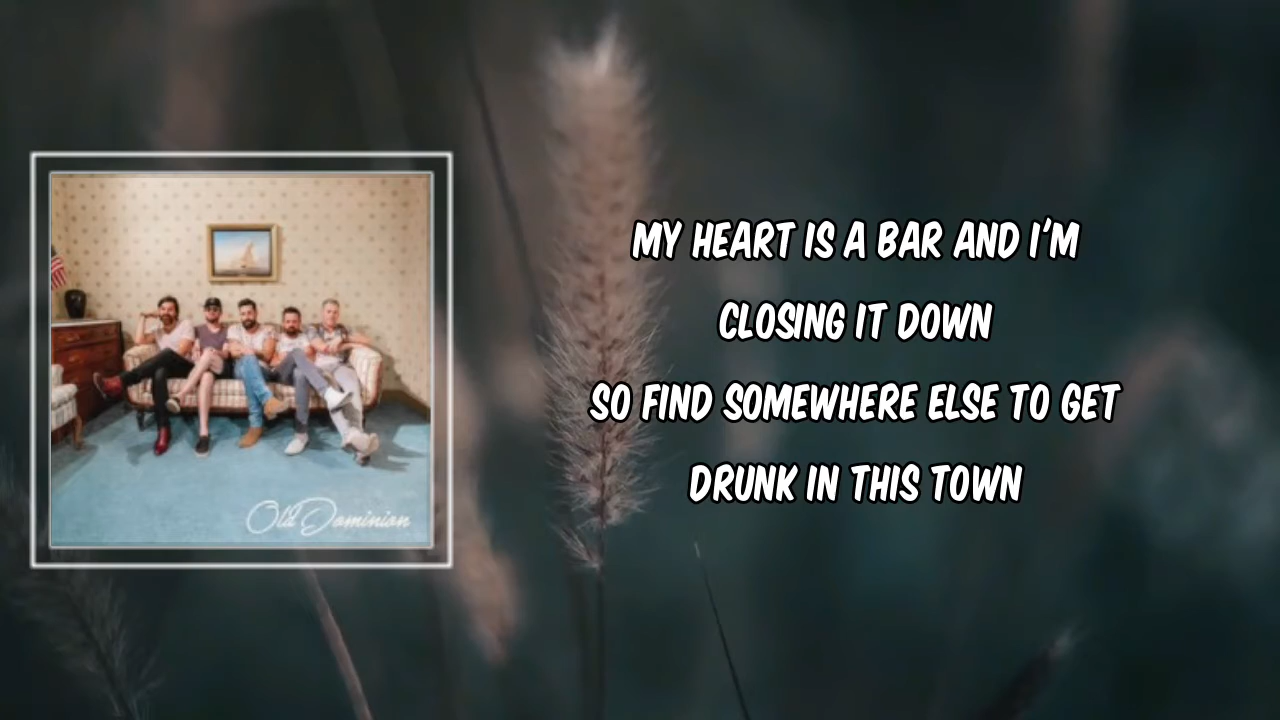 MY HEART IS A BAR AND I'M
CLOSING IT DOWN
SO FIND SOMEWHERE ELSE TO GET
DRUNK IN THIS TOWN
Old Dominion